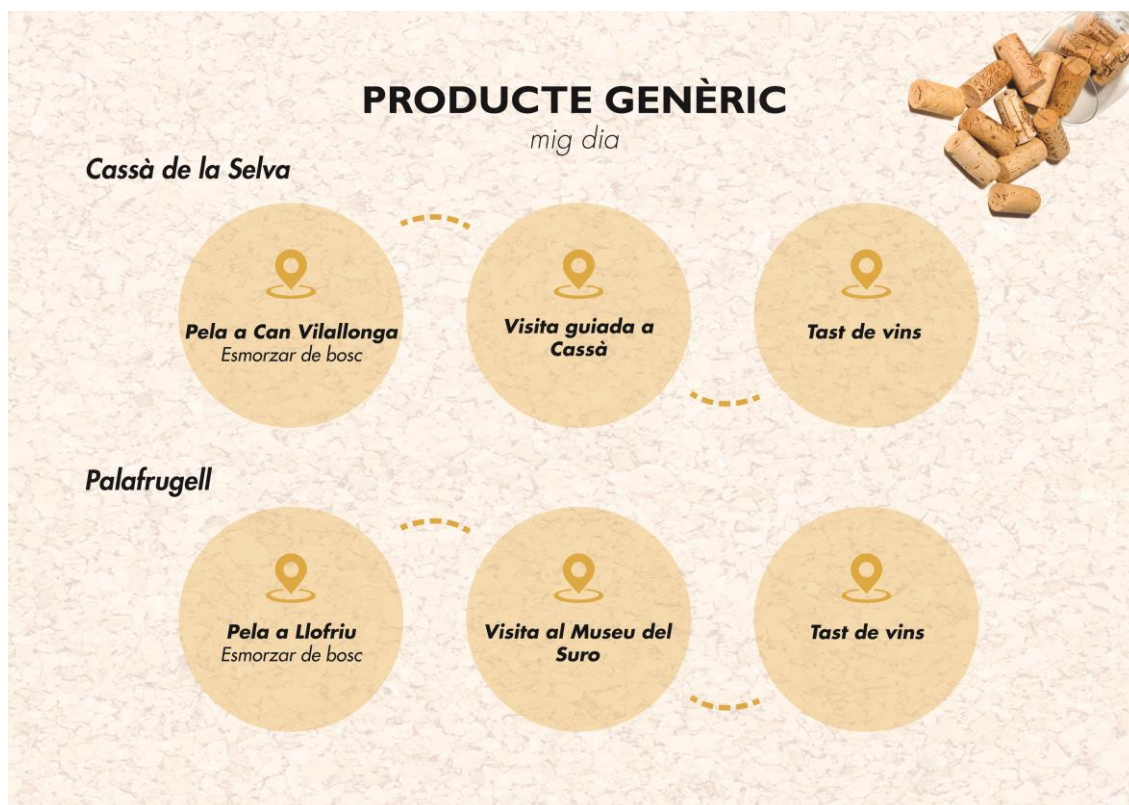 PRODUCTE GENÈRIC
mig dia
Cassà de la Selva
Pela a Can Vilallonga
Esmorzar de bosc
Visita guiada a
Cassà
Tast de vins
Palafrugell
Pela a Llofriu
Esmorzar de bosc
Visita al Museu del
Suro
Tast de vins